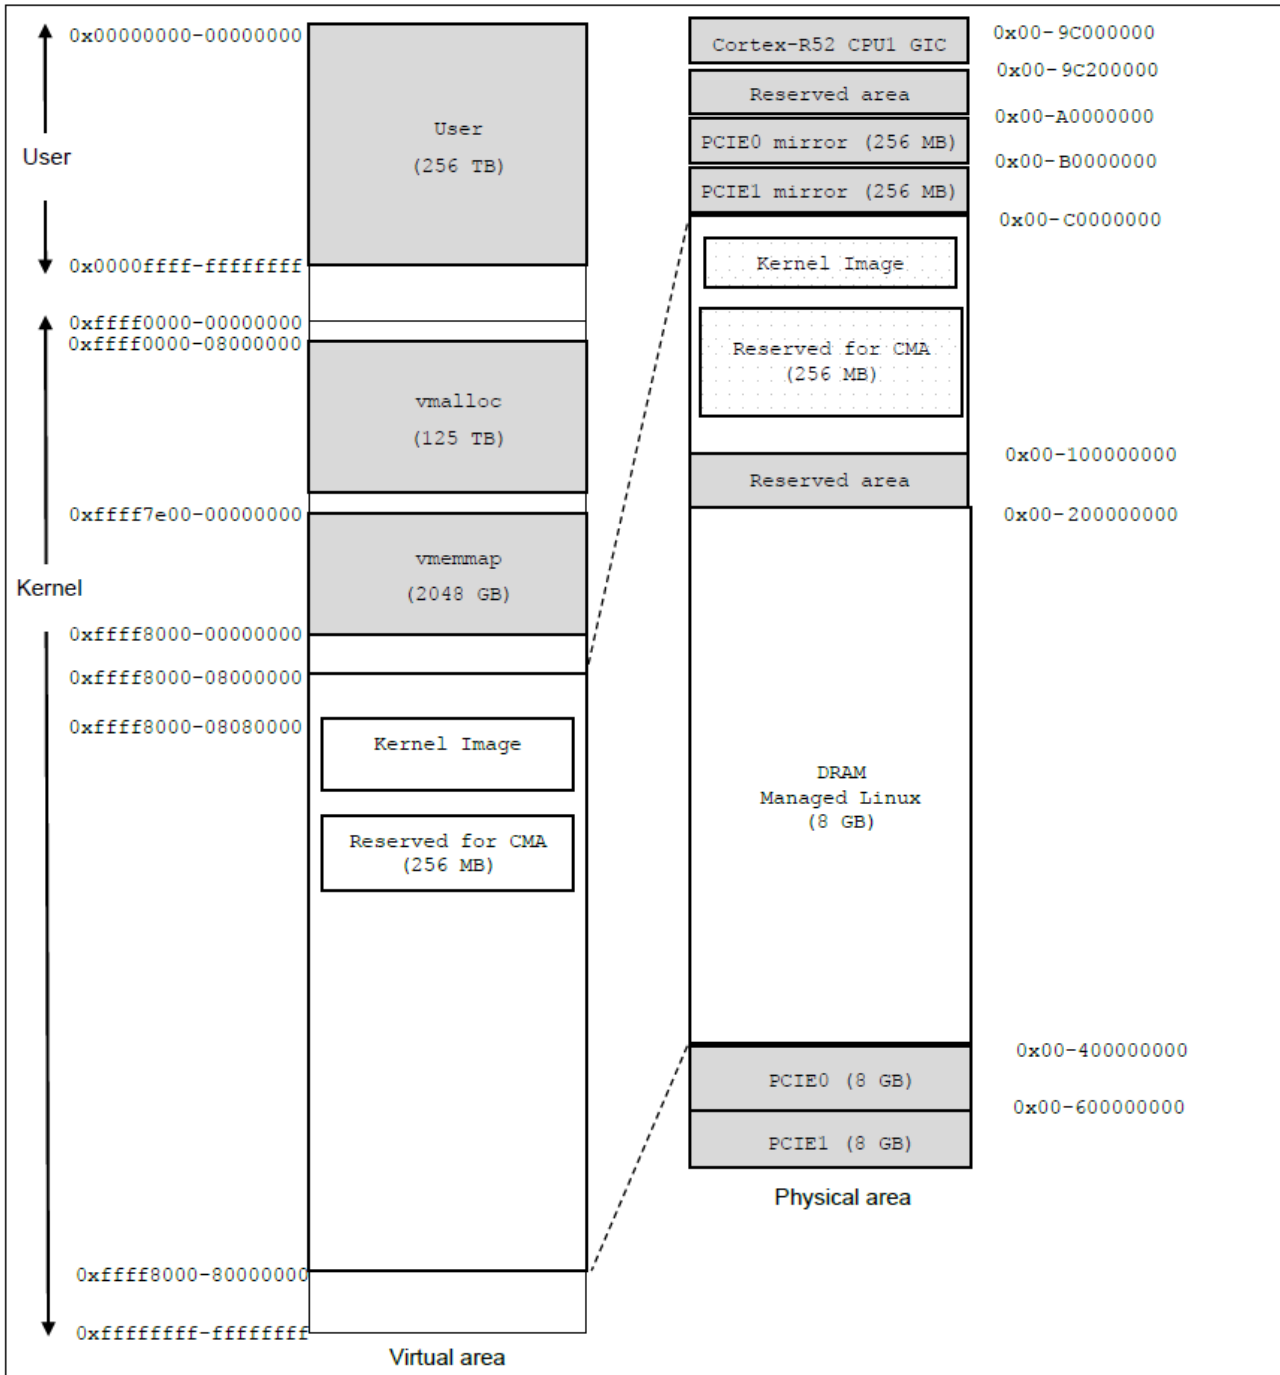 0x00000000-00000000
User
(256 TB)
User
0x0000ffff-ffffffff
0xffff0000-00000000
0xffff0000-08000000
vmalloc
(125 TB)
0xffff7e00-00000000
vmemmap
(2048 GB)
Kernel
0xffff8000-00000000
0xffff8000-08000000
0xffff8000-08080000
Kernel Image
Reserved for CMA
(256 MB)
0xffff8000-80000000
0xffffffff-ffffffff
Virtual area
Cortex-R52 CPU1 GIC
0x00-9C000000
0x00-9C200000
Reserved area
0x00-A0000000
PCIE0 mirror (256 MB)
0x00-B0000000
PCIE1 mirror (256 MB)
0x00-C0000000
Kernel Image
Reserved for CMA
(256 MB)
0x00-100000000
Reserved area
0x00-200000000
DRAM
Managed Linux
(8 GB)
0x00-400000000
PCIE0 (8 GB)
0x00-600000000
PCIE1 (8 GB)
Physical area